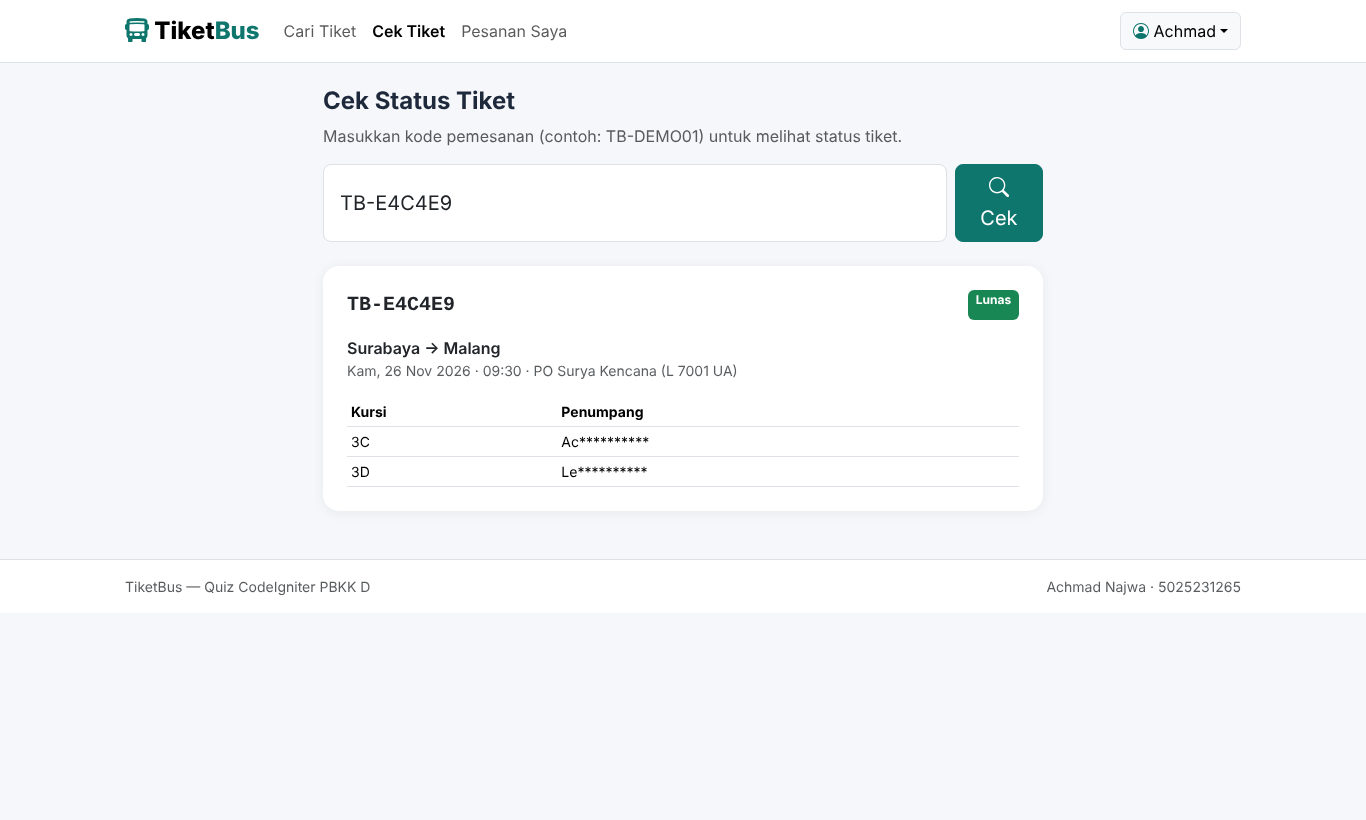 TiketBus Cari Tiket Cek Tiket Pesanan Saya Achmad
Cek Status Tiket
Masukkan kode pemesanan (contoh: TB-DEMO01) untuk melihat status tiket.
TB-E4C4E9
Cek
TB-E4C4E9 Lunas
Surabaya → Malang
Kam, 26 Nov 2026 · 09:30 · PO Surya Kencana (L 7001 UA)
Kursi Penumpang
3C Ac**********
3D Le**********
TiketBus — Quiz CodeIgniter PBKK D Achmad Najwa · 5025231265